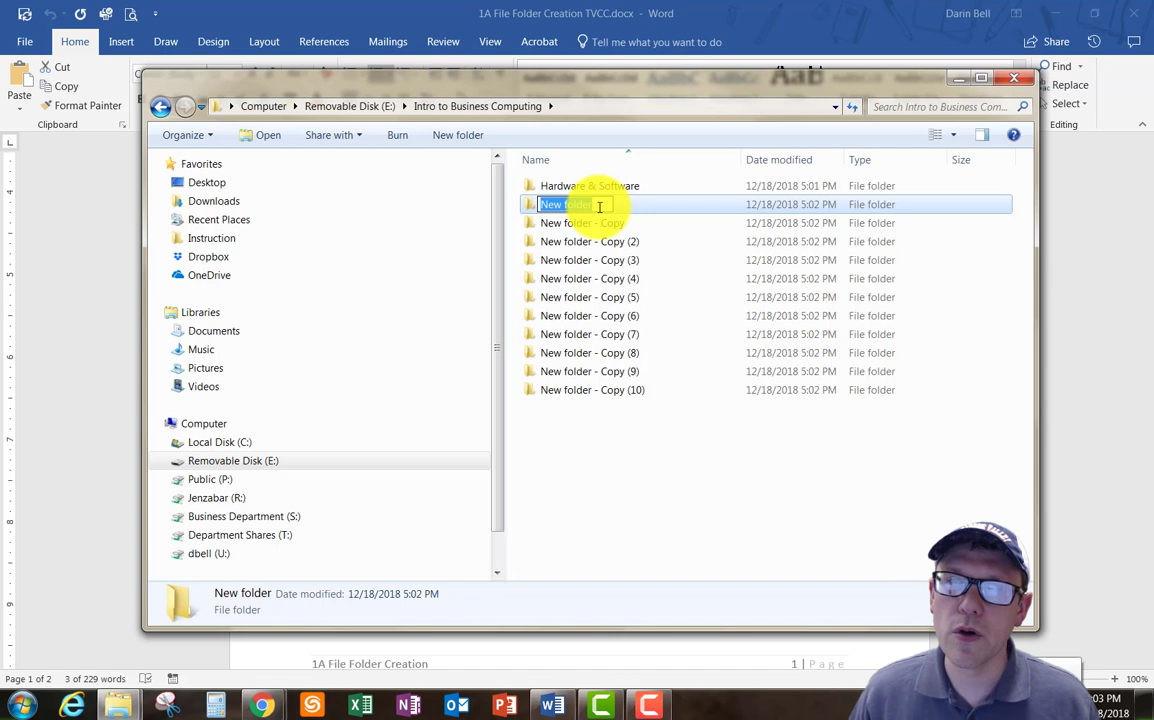 1A File Folder Creation TVCC.docx - Word
Darin Bell
File Home Insert Draw Design Layout References Mailings Review View Acrobat Tell me what you want to do Share
Paste
Cut
Copy
Format Painter
Clipboard
Find
Replace
Select
Editing
Computer Removable Disk (E:) Intro to Business Computing
Search Intro to Business Com...
Organize Open Share with Burn New folder
Favorites
Desktop
Downloads
Recent Places
Instruction
Dropbox
OneDrive
Libraries
Documents
Music
Pictures
Videos
Computer
Local Disk (C:)
Removable Disk (E:)
Public (P:)
Jenzabar (R:)
Business Department (S:)
Department Shares (T:)
dbell (U:)
Name Date modified Type Size
Hardware & Software 12/18/2018 5:01 PM File folder
New folder 12/18/2018 5:02 PM File folder
New folder - Copy 12/18/2018 5:02 PM File folder
New folder - Copy (2) 12/18/2018 5:02 PM File folder
New folder - Copy (3) 12/18/2018 5:02 PM File folder
New folder - Copy (4) 12/18/2018 5:02 PM File folder
New folder - Copy (5) 12/18/2018 5:02 PM File folder
New folder - Copy (6) 12/18/2018 5:02 PM File folder
New folder - Copy (7) 12/18/2018 5:02 PM File folder
New folder - Copy (8) 12/18/2018 5:02 PM File folder
New folder - Copy (9) 12/18/2018 5:02 PM File folder
New folder - Copy (10) 12/18/2018 5:02 PM File folder
New folder Date modified: 12/18/2018 5:02 PM
File folder
1A File Folder Creation 1 | Page
Page 1 of 2 3 of 229 words 100%